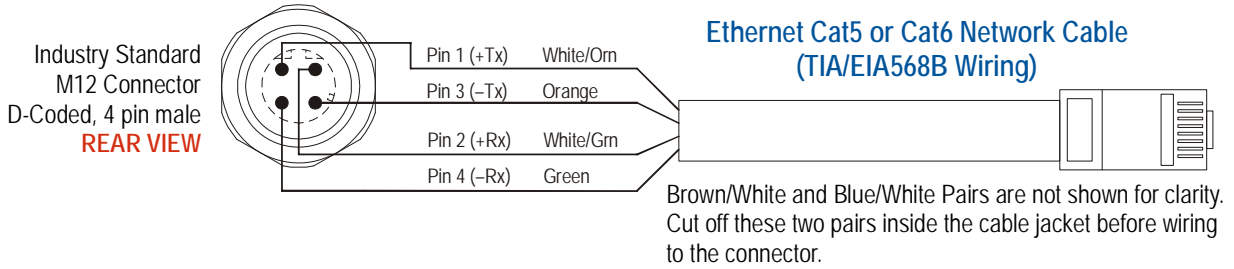 Industry Standard
M12 Connector
D-Coded, 4 pin male
REAR VIEW
Pin 1 (+Tx) White/Orn
Pin 3 (–Tx) Orange
Pin 2 (+Rx) White/Grn
Pin 4 (–Rx) Green
Ethernet Cat5 or Cat6 Network Cable
(TIA/EIA568B Wiring)
Brown/White and Blue/White Pairs are not shown for clarity.
Cut off these two pairs inside the cable jacket before wiring
to the connector.